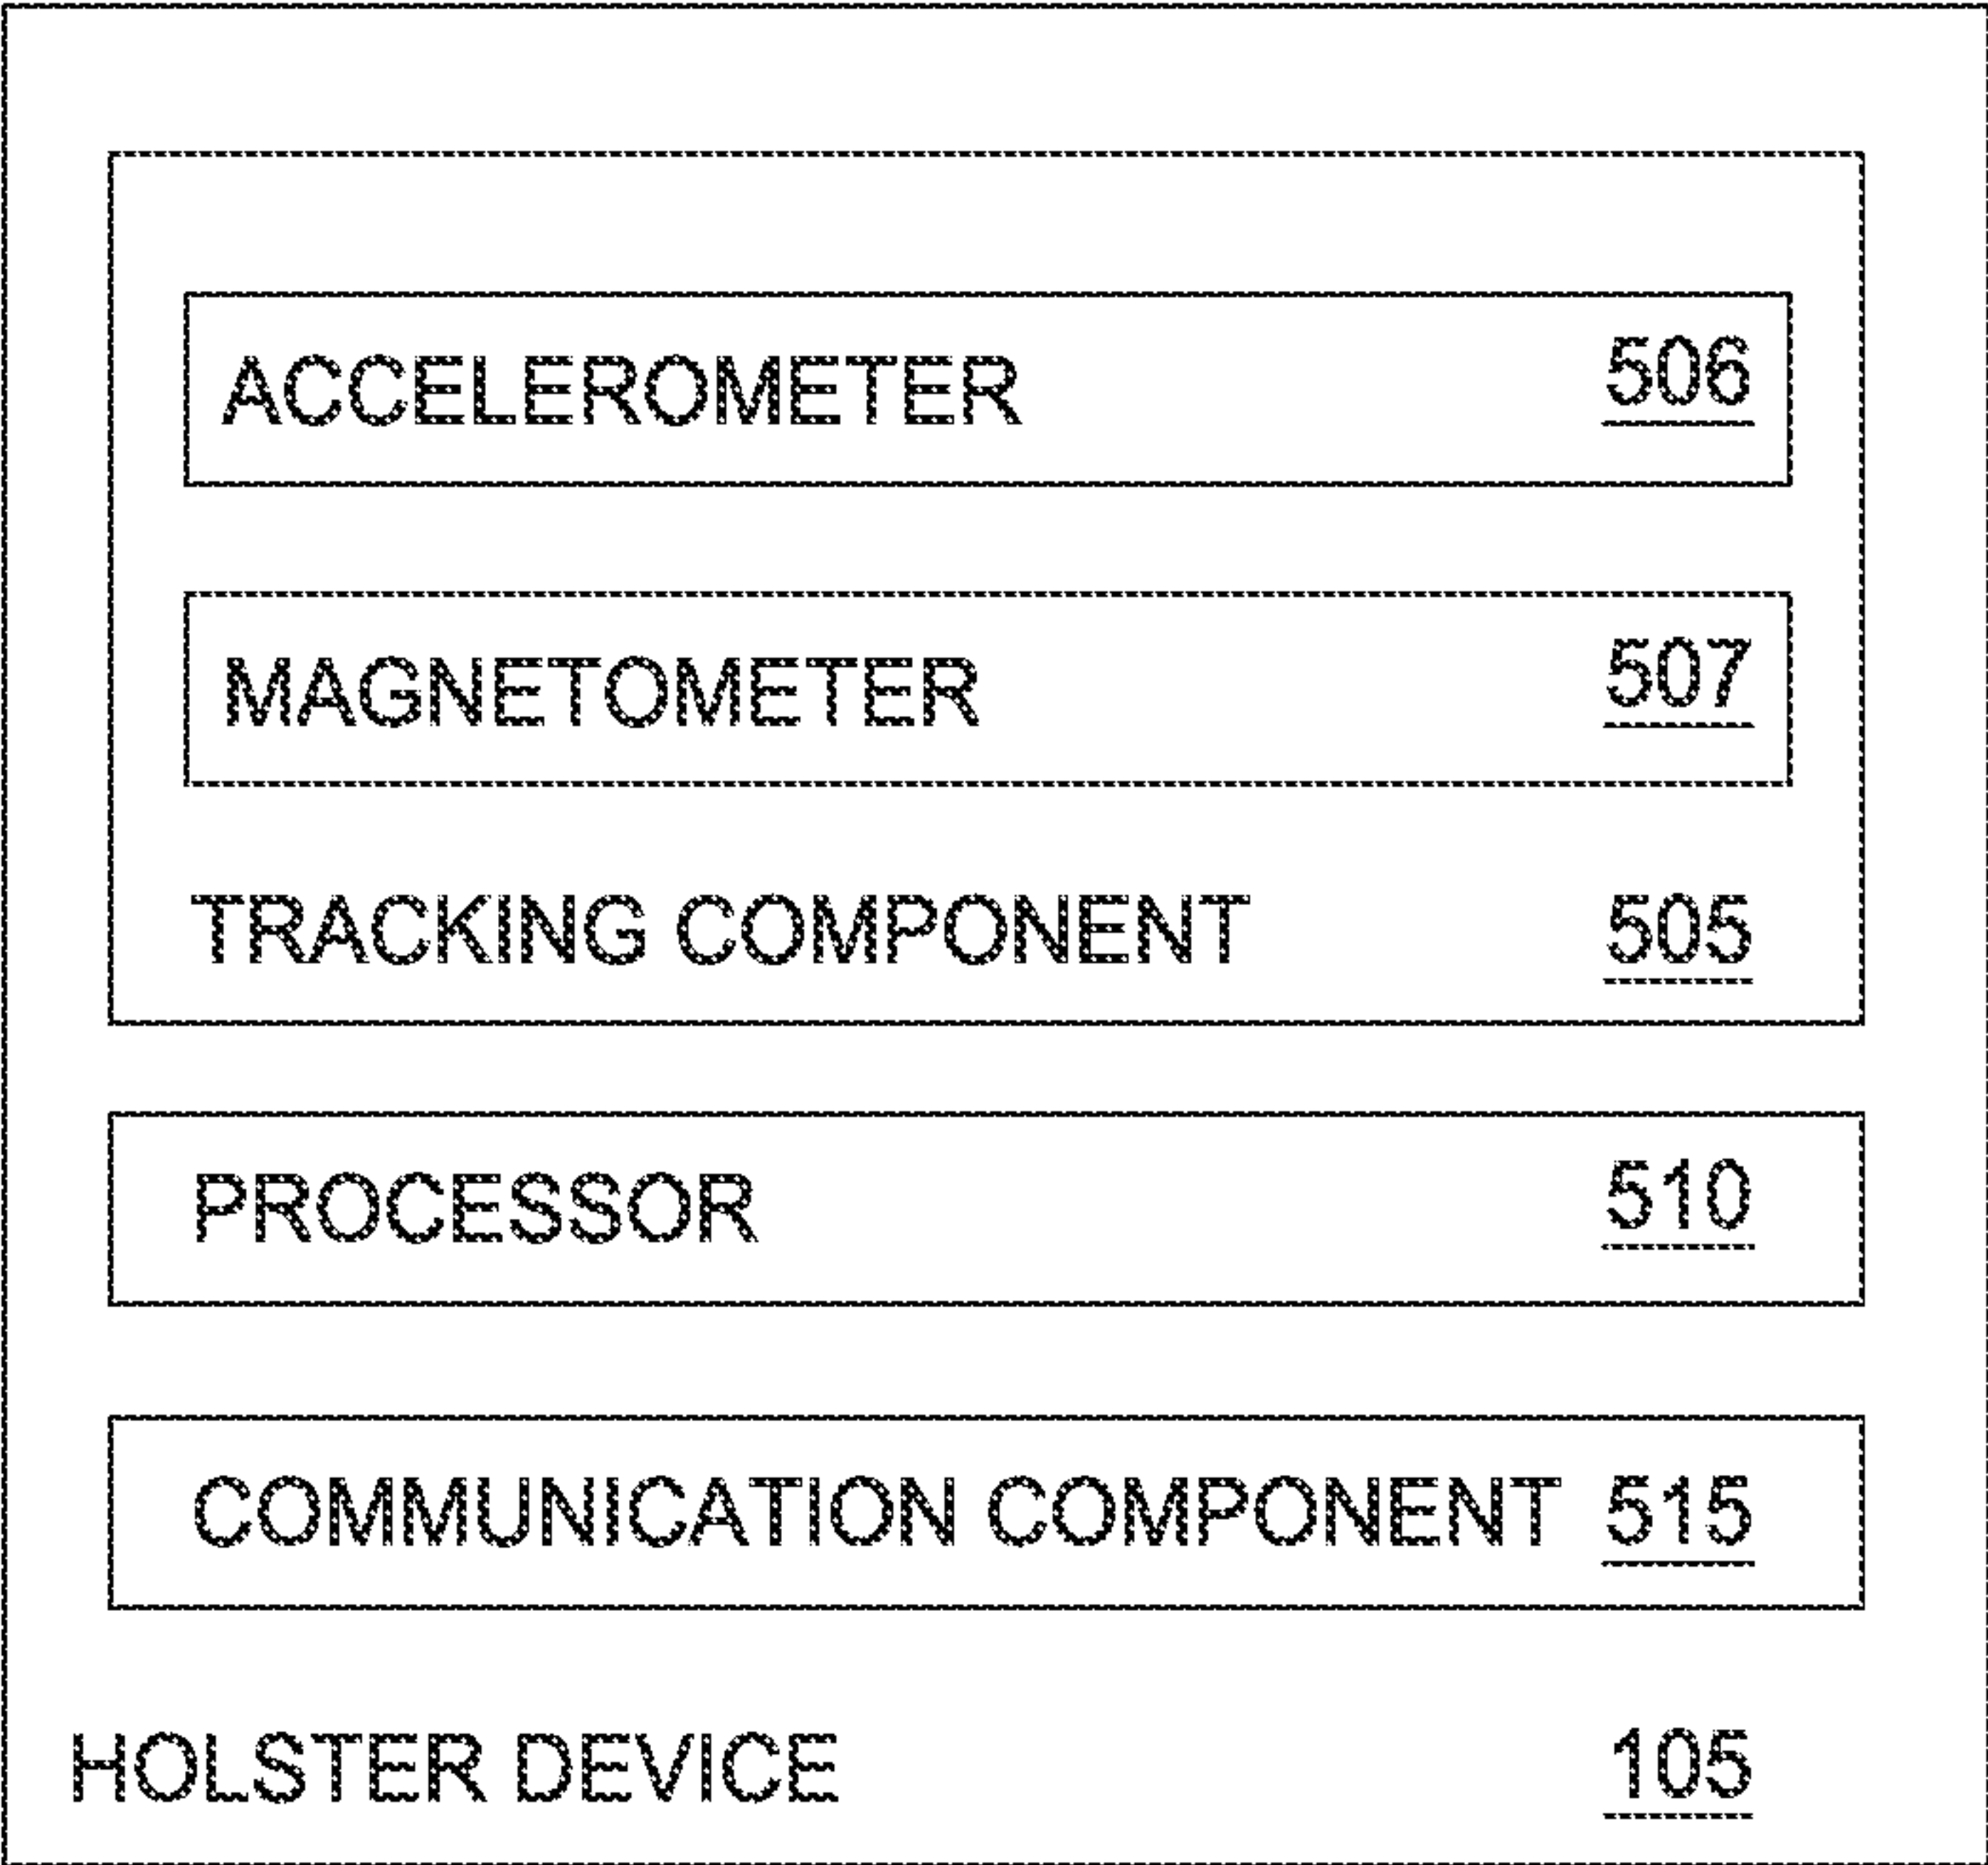 ACCELEROMETER 506
MAGNETOMETER 507
TRACKING COMPONENT 505
PROCESSOR 510
COMMUNICATION COMPONENT 515
HOLSTER DEVICE 105